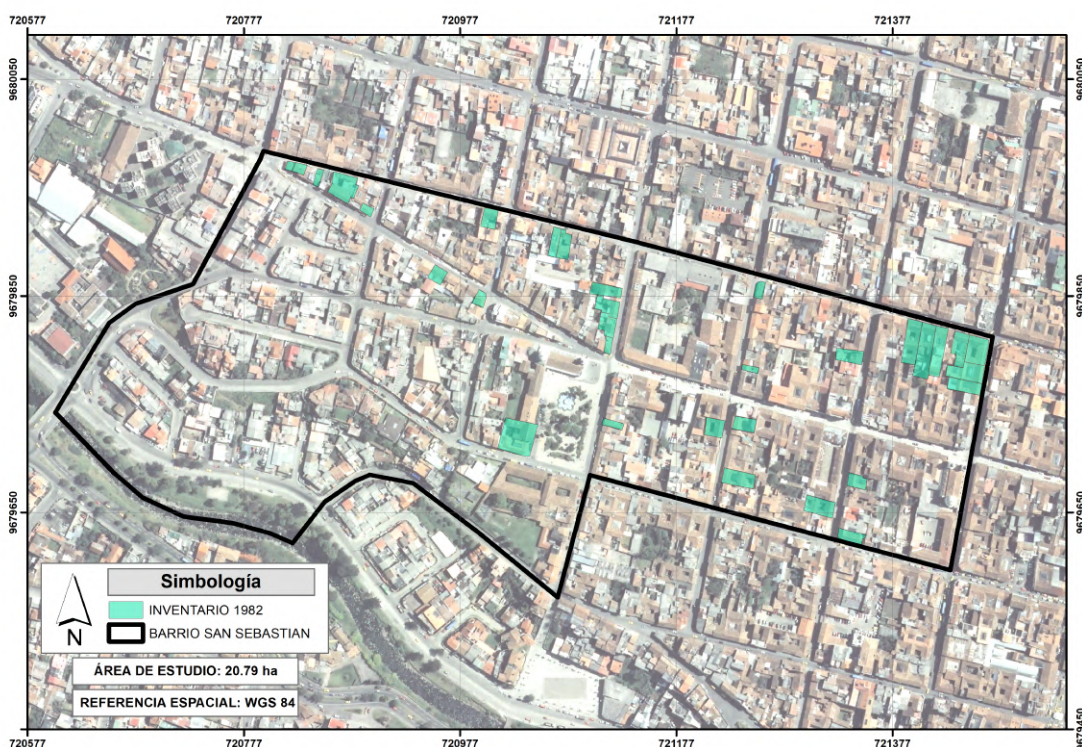 720577 720777 720977 721177 721377
9680050 9680050
9679850 9679850
9679650 9679650
Simbología
INVENTARIO 1982
BARRIO SAN SEBASTIAN
N
ÁREA DE ESTUDIO: 20.79 ha
REFERENCIA ESPACIAL: WGS 84
9679450
720577 720777 720977 721177 721377